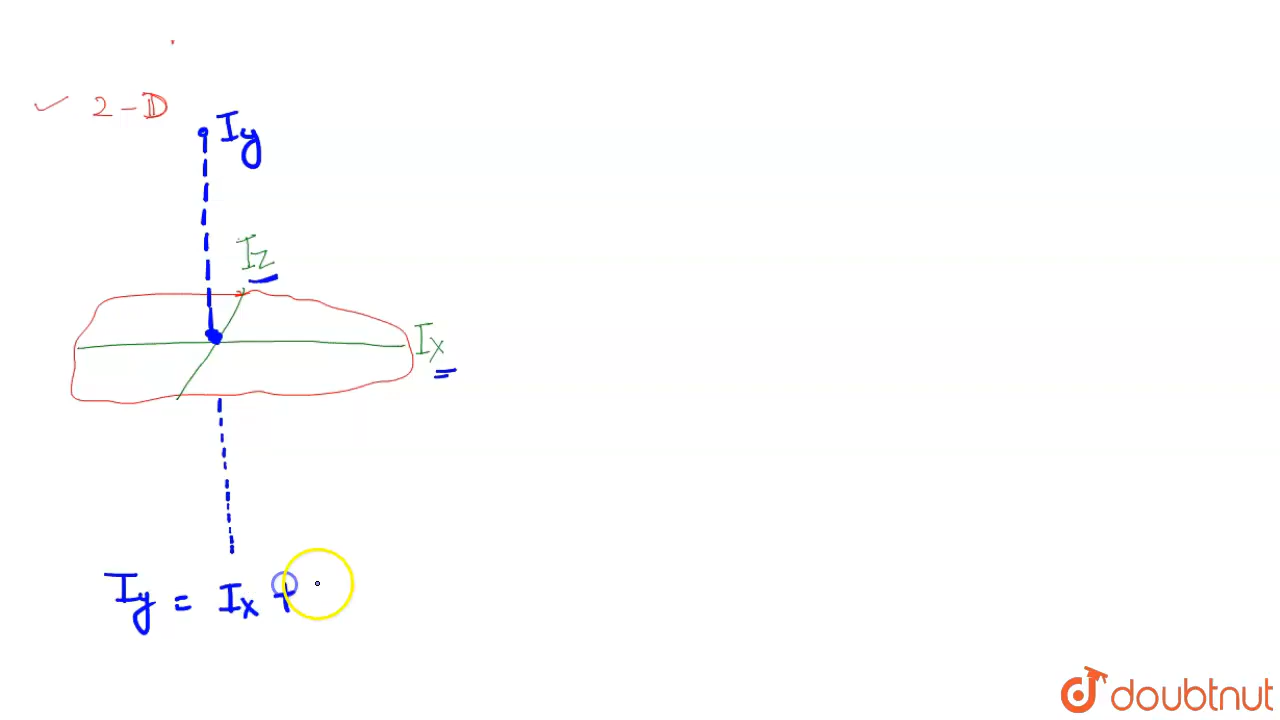 ✓ 2-D
Iy
Iz
Ix
Iy = Ix +
doubtnut